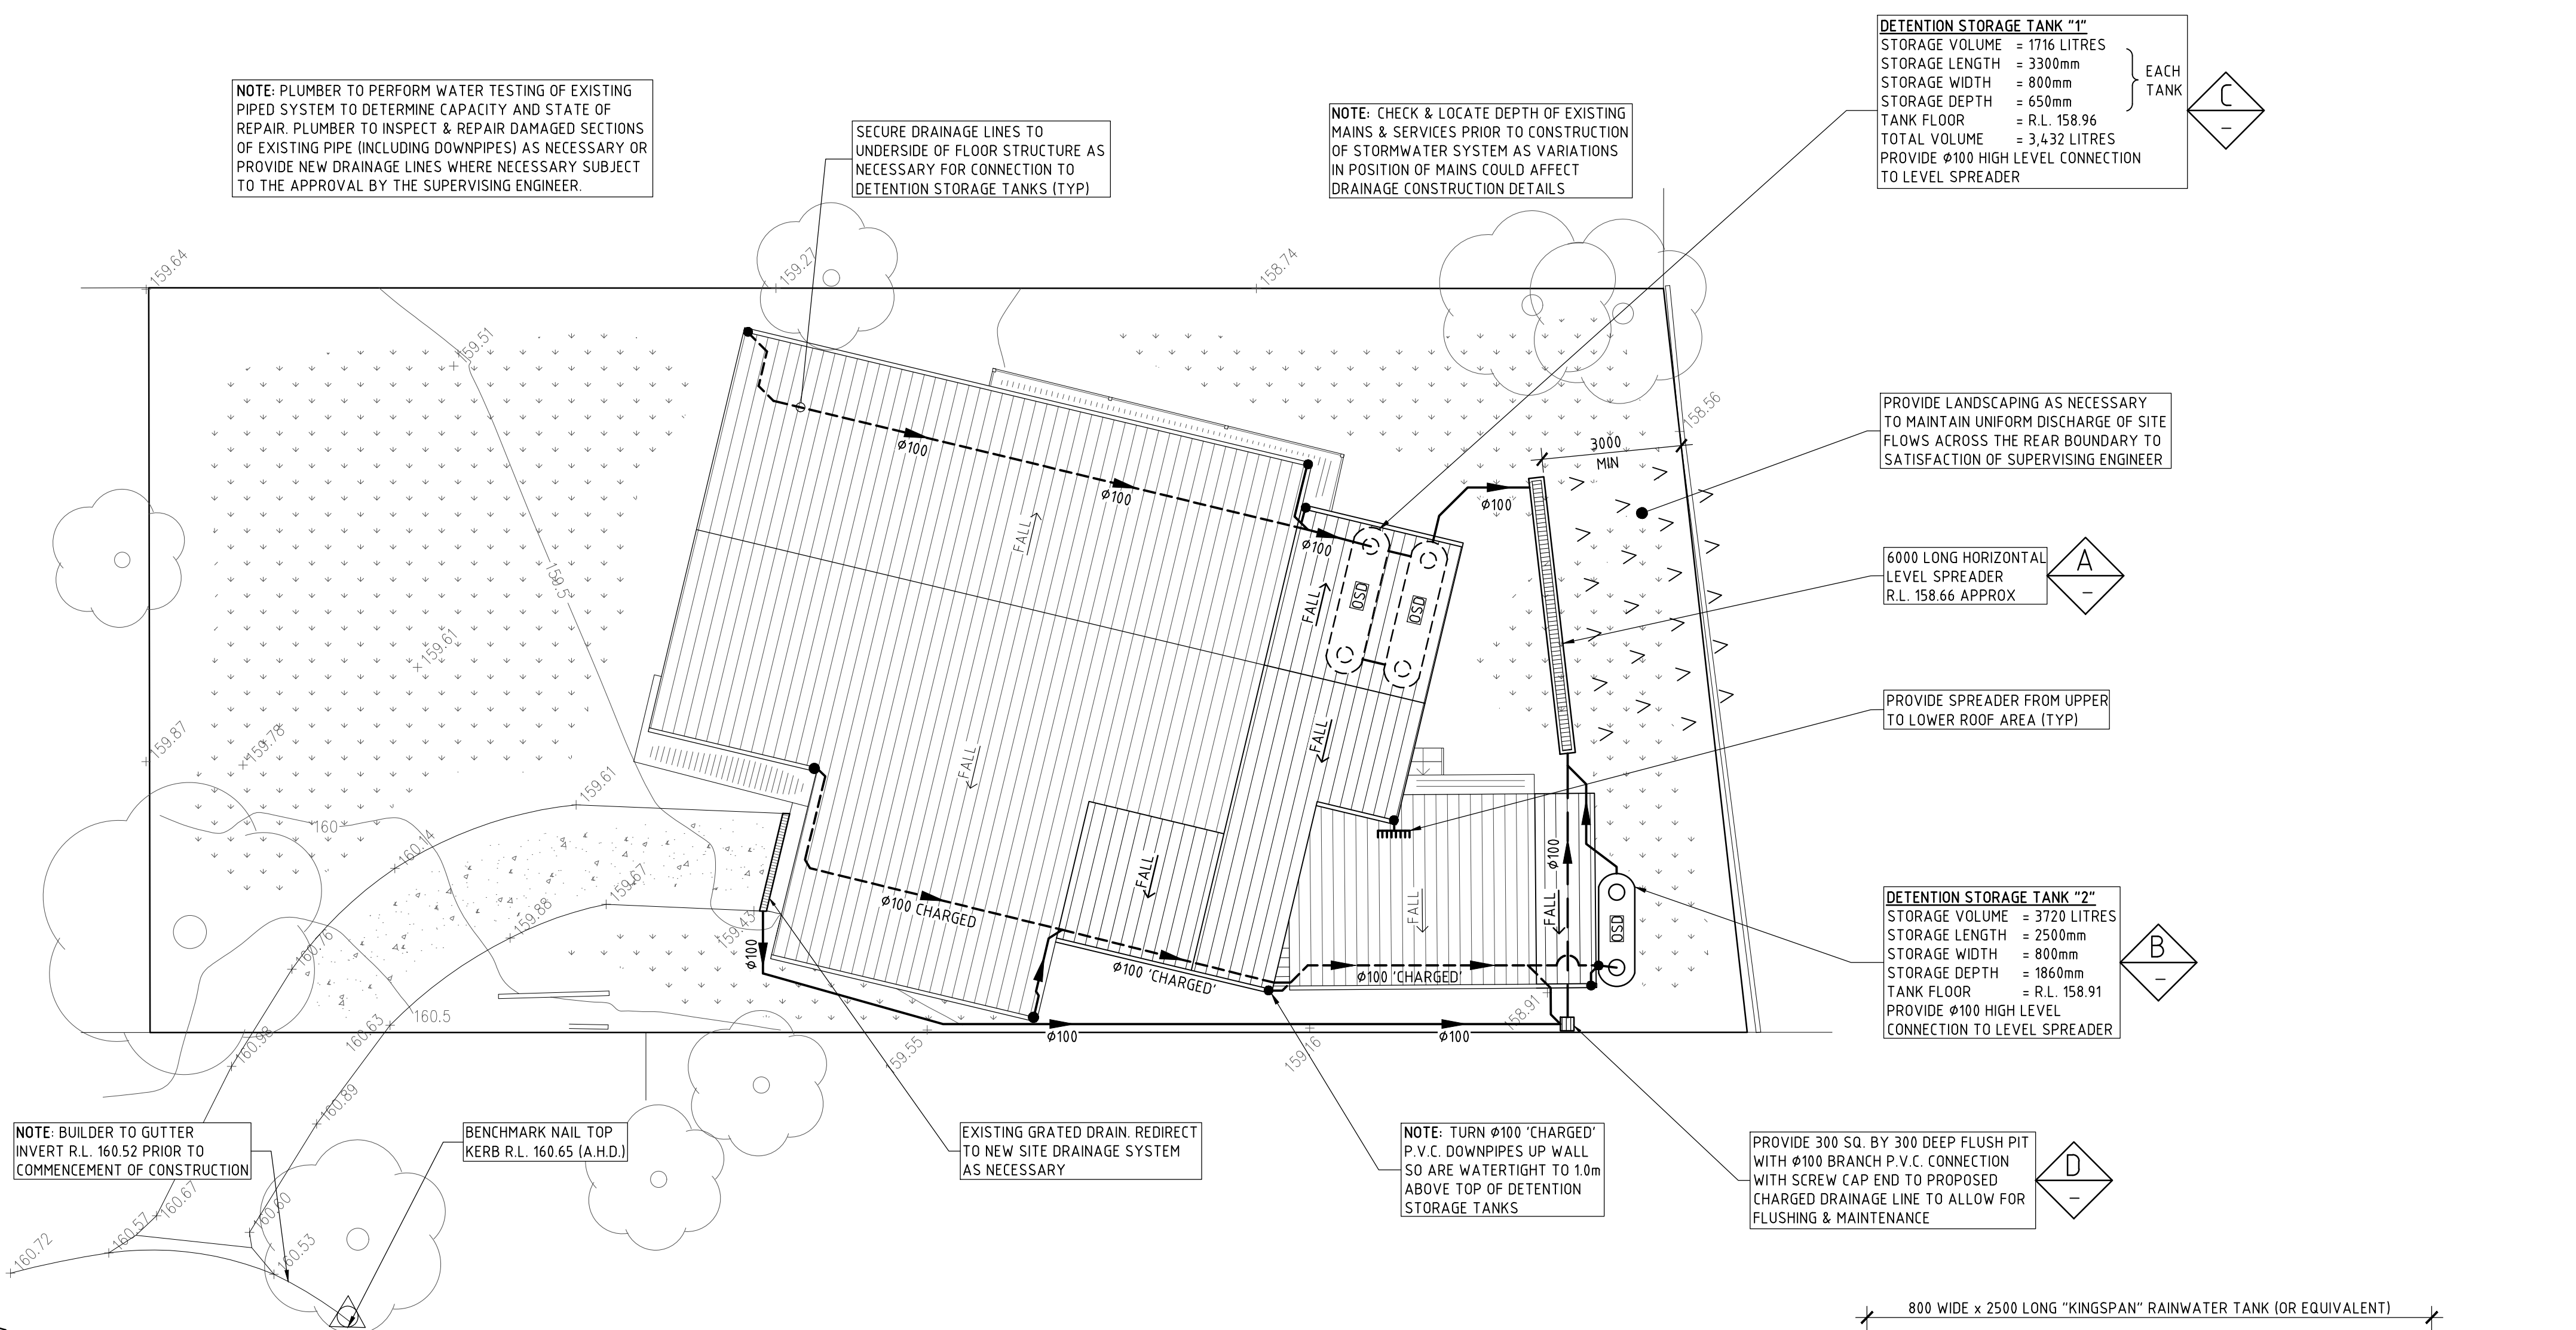 DETENTION STORAGE TANK "1"
STORAGE VOLUME = 1716 LITRES
STORAGE LENGTH = 3300mm
STORAGE WIDTH = 800mm
STORAGE DEPTH = 650mm
EACH
TANK
TANK FLOOR = R.L. 158.96
TOTAL VOLUME = 3,432 LITRES
PROVIDE Ø100 HIGH LEVEL CONNECTION
TO LEVEL SPREADER
C
–
NOTE: PLUMBER TO PERFORM WATER TESTING OF EXISTING
PIPED SYSTEM TO DETERMINE CAPACITY AND STATE OF
REPAIR. PLUMBER TO INSPECT & REPAIR DAMAGED SECTIONS
OF EXISTING PIPE (INCLUDING DOWNPIPES) AS NECESSARY OR
PROVIDE NEW DRAINAGE LINES WHERE NECESSARY SUBJECT
TO THE APPROVAL BY THE SUPERVISING ENGINEER.
SECURE DRAINAGE LINES TO
UNDERSIDE OF FLOOR STRUCTURE AS
NECESSARY FOR CONNECTION TO
DETENTION STORAGE TANKS (TYP)
NOTE: CHECK & LOCATE DEPTH OF EXISTING
MAINS & SERVICES PRIOR TO CONSTRUCTION
OF STORMWATER SYSTEM AS VARIATIONS
IN POSITION OF MAINS COULD AFFECT
DRAINAGE CONSTRUCTION DETAILS
159.64
159.27
158.74
159.51
158.56
3000
MIN
PROVIDE LANDSCAPING AS NECESSARY
TO MAINTAIN UNIFORM DISCHARGE OF SITE
FLOWS ACROSS THE REAR BOUNDARY TO
SATISFACTION OF SUPERVISING ENGINEER
Ø100
Ø100
Ø100
Ø100
FALL
FALL
OSD
OSD
159.5
6000 LONG HORIZONTAL
LEVEL SPREADER
R.L. 158.66 APPROX
A
–
159.61
159.87
159.78
159.61
FALL
FALL
PROVIDE SPREADER FROM UPPER
TO LOWER ROOF AREA (TYP)
160
160.14
159.67
159.88
159.43
160.76
Ø100
Ø100 CHARGED
FALL
Ø100 'CHARGED'
FALL
FALL
Ø100
Ø100 'CHARGED'
OSD
DETENTION STORAGE TANK "2"
STORAGE VOLUME = 3720 LITRES
STORAGE LENGTH = 2500mm
STORAGE WIDTH = 800mm
STORAGE DEPTH = 1860mm
TANK FLOOR = R.L. 158.91
PROVIDE Ø100 HIGH LEVEL
CONNECTION TO LEVEL SPREADER
B
–
160.5
160.63
160.98
158.91
Ø100
Ø100
159.55
159.16
160.89
NOTE: BUILDER TO GUTTER
INVERT R.L. 160.52 PRIOR TO
COMMENCEMENT OF CONSTRUCTION
BENCHMARK NAIL TOP
KERB R.L. 160.65 (A.H.D.)
EXISTING GRATED DRAIN. REDIRECT
TO NEW SITE DRAINAGE SYSTEM
AS NECESSARY
NOTE: TURN Ø100 'CHARGED'
P.V.C. DOWNPIPES UP WALL
SO ARE WATERTIGHT TO 1.0m
ABOVE TOP OF DETENTION
STORAGE TANKS
PROVIDE 300 SQ. BY 300 DEEP FLUSH PIT
WITH Ø100 BRANCH P.V.C. CONNECTION
WITH SCREW CAP END TO PROPOSED
CHARGED DRAINAGE LINE TO ALLOW FOR
FLUSHING & MAINTENANCE
D
–
160.67
160.57
160.60
160.53
160.72
800 WIDE x 2500 LONG "KINGSPAN" RAINWATER TANK (OR EQUIVALENT)